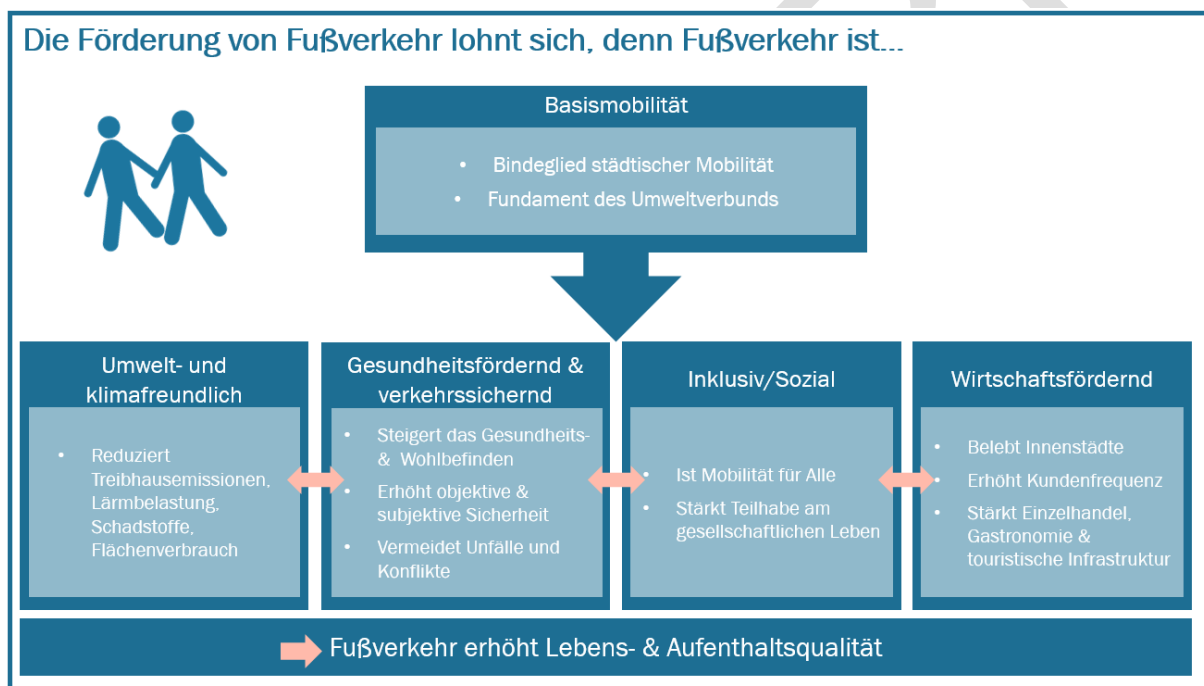 Die Förderung von Fußverkehr lohnt sich, denn Fußverkehr ist...
Basismobilität
• Bindeglied städtischer Mobilität
• Fundament des Umweltverbunds
Umwelt- und
klimafreundlich
• Reduziert
Treibhausemissionen,
Lärmbelastung,
Schadstoffe,
Flächenverbrauch
Gesundheitsfördernd &
verkehrssichernd
• Steigert das Gesundheits-
& Wohlbefinden
• Erhöht objektive &
subjektive Sicherheit
• Vermeidet Unfälle und
Konflikte
Inklusiv/Sozial
• Ist Mobilität für Alle
• Stärkt Teilhabe am
gesellschaftlichen Leben
Wirtschaftsfördernd
• Belebt Innenstädte
• Erhöht Kundenfrequenz
• Stärkt Einzelhandel,
Gastronomie &
touristische Infrastruktur
Fußverkehr erhöht Lebens- & Aufenthaltsqualität